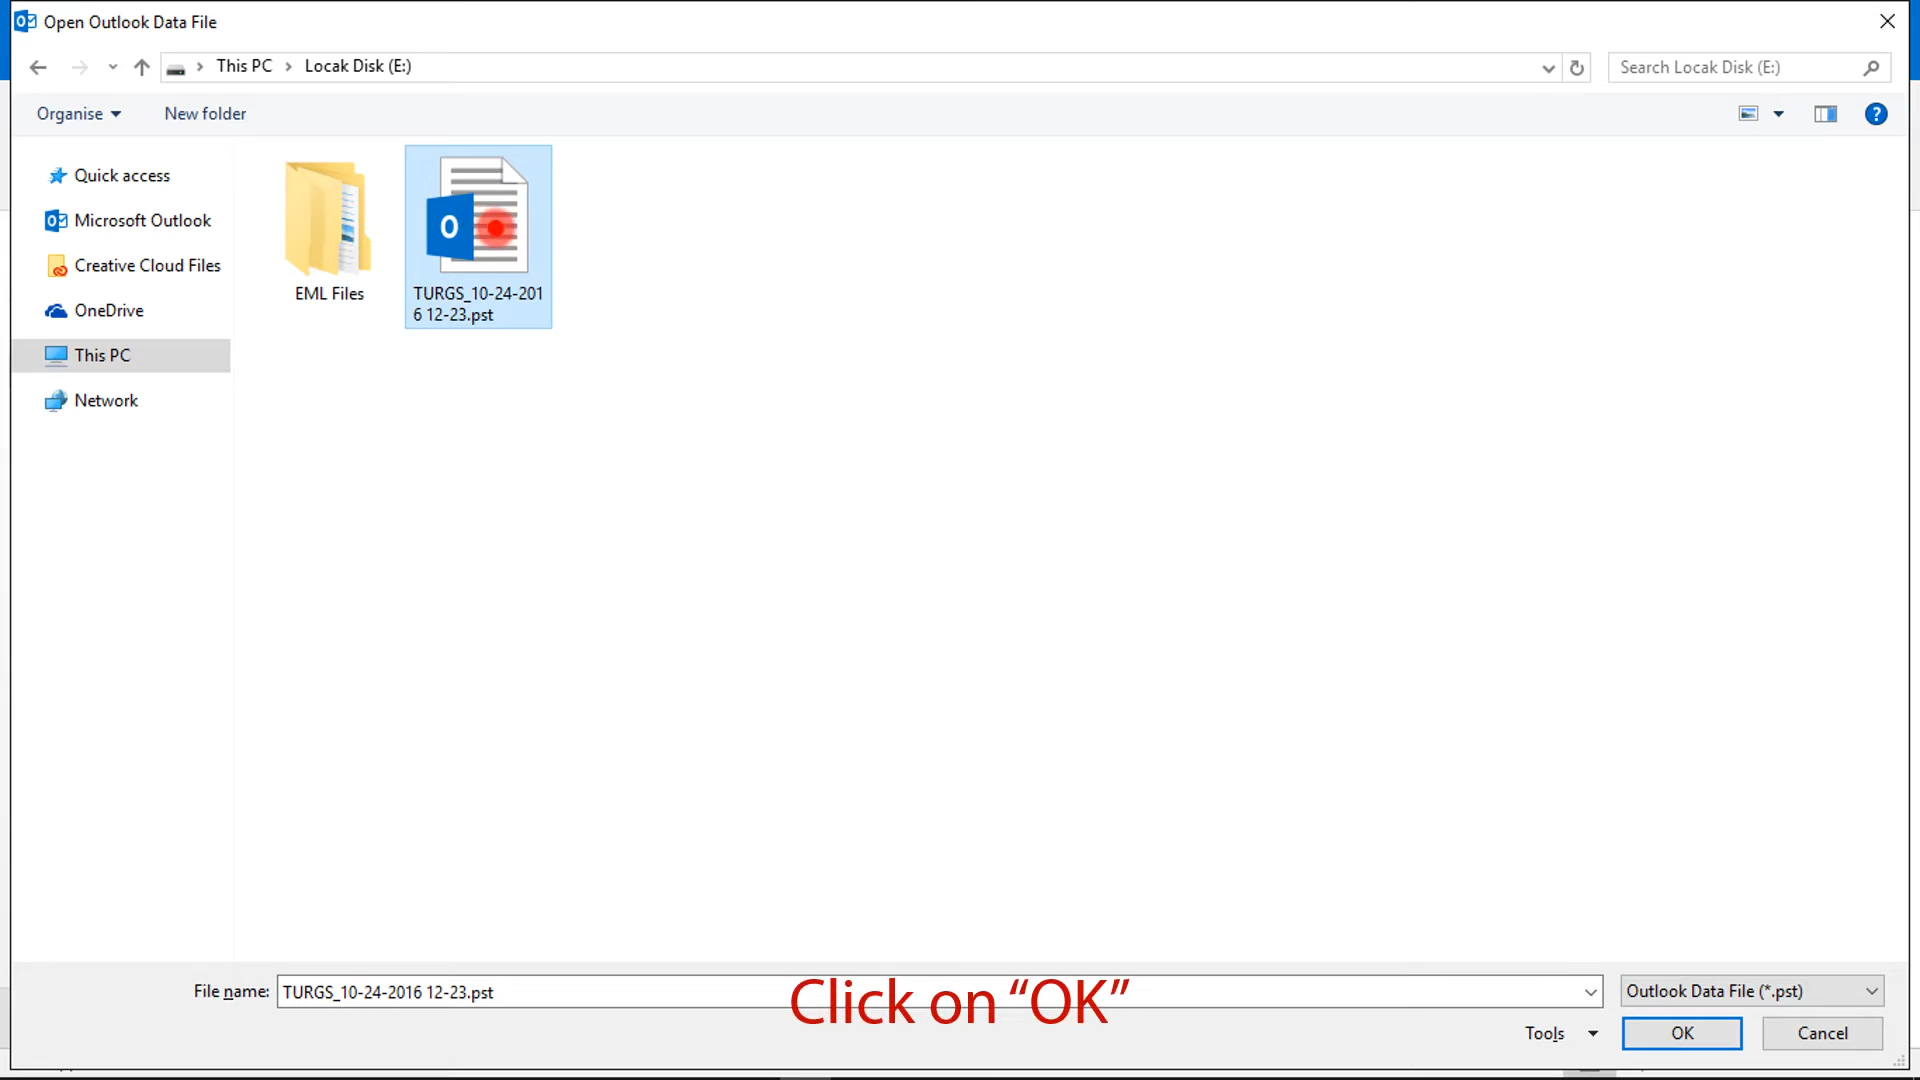 Open Outlook Data File
This PC > Locak Disk (E:)
Search Locak Disk (E:)
Organise
New folder
?
Quick access
Microsoft Outlook
Creative Cloud Files
OneDrive
This PC
Network
EML Files
TURGS_10-24-201
6 12-23.pst
File name:
TURGS_10-24-2016 12-23.pst
Click on “OK”
Outlook Data File (*.pst)
Tools
OK
Cancel